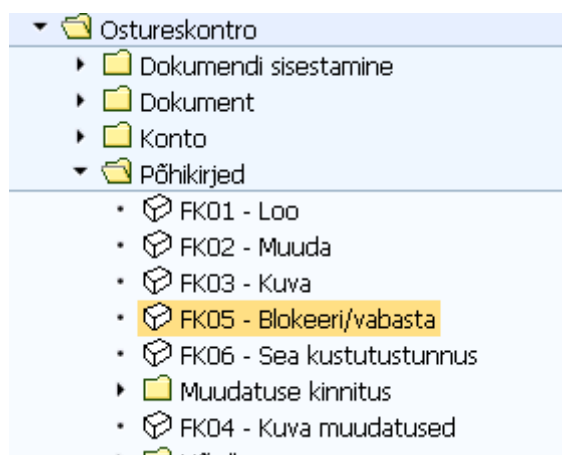 Ostureskontro
Dokumendi sisestamine
Dokument
Konto
Põhikirjed
FK01 - Loo
FK02 - Muuda
FK03 - Kuva
FK05 - Blokeeri/vabasta
FK06 - Sea kustutustunnus
Muudatuse kinnitus
FK04 - Kuva muudatused